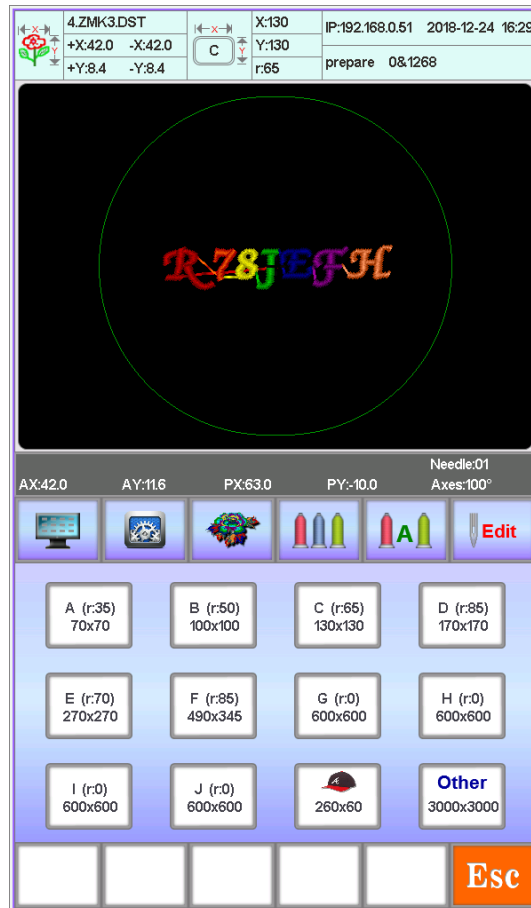 4.ZMK3.DST
+X:42.0 -X:42.0
+Y:8.4 -Y:8.4
X
Y
X
Y
C
X:130
Y:130
r:65
IP:192.168.0.51 2018-12-24 16:29
prepare 0&1268
RZ8JEFH
Needle:01
AX:42.0 AY:11.6 PX:63.0 PY:-10.0 Axes:100°
A
Edit
A (r:35)
70x70
B (r:50)
100x100
C (r:65)
130x130
D (r:85)
170x170
E (r:70)
270x270
F (r:85)
490x345
G (r:0)
600x600
H (r:0)
600x600
I (r:0)
600x600
J (r:0)
600x600
260x60
Other
3000x3000
Esc